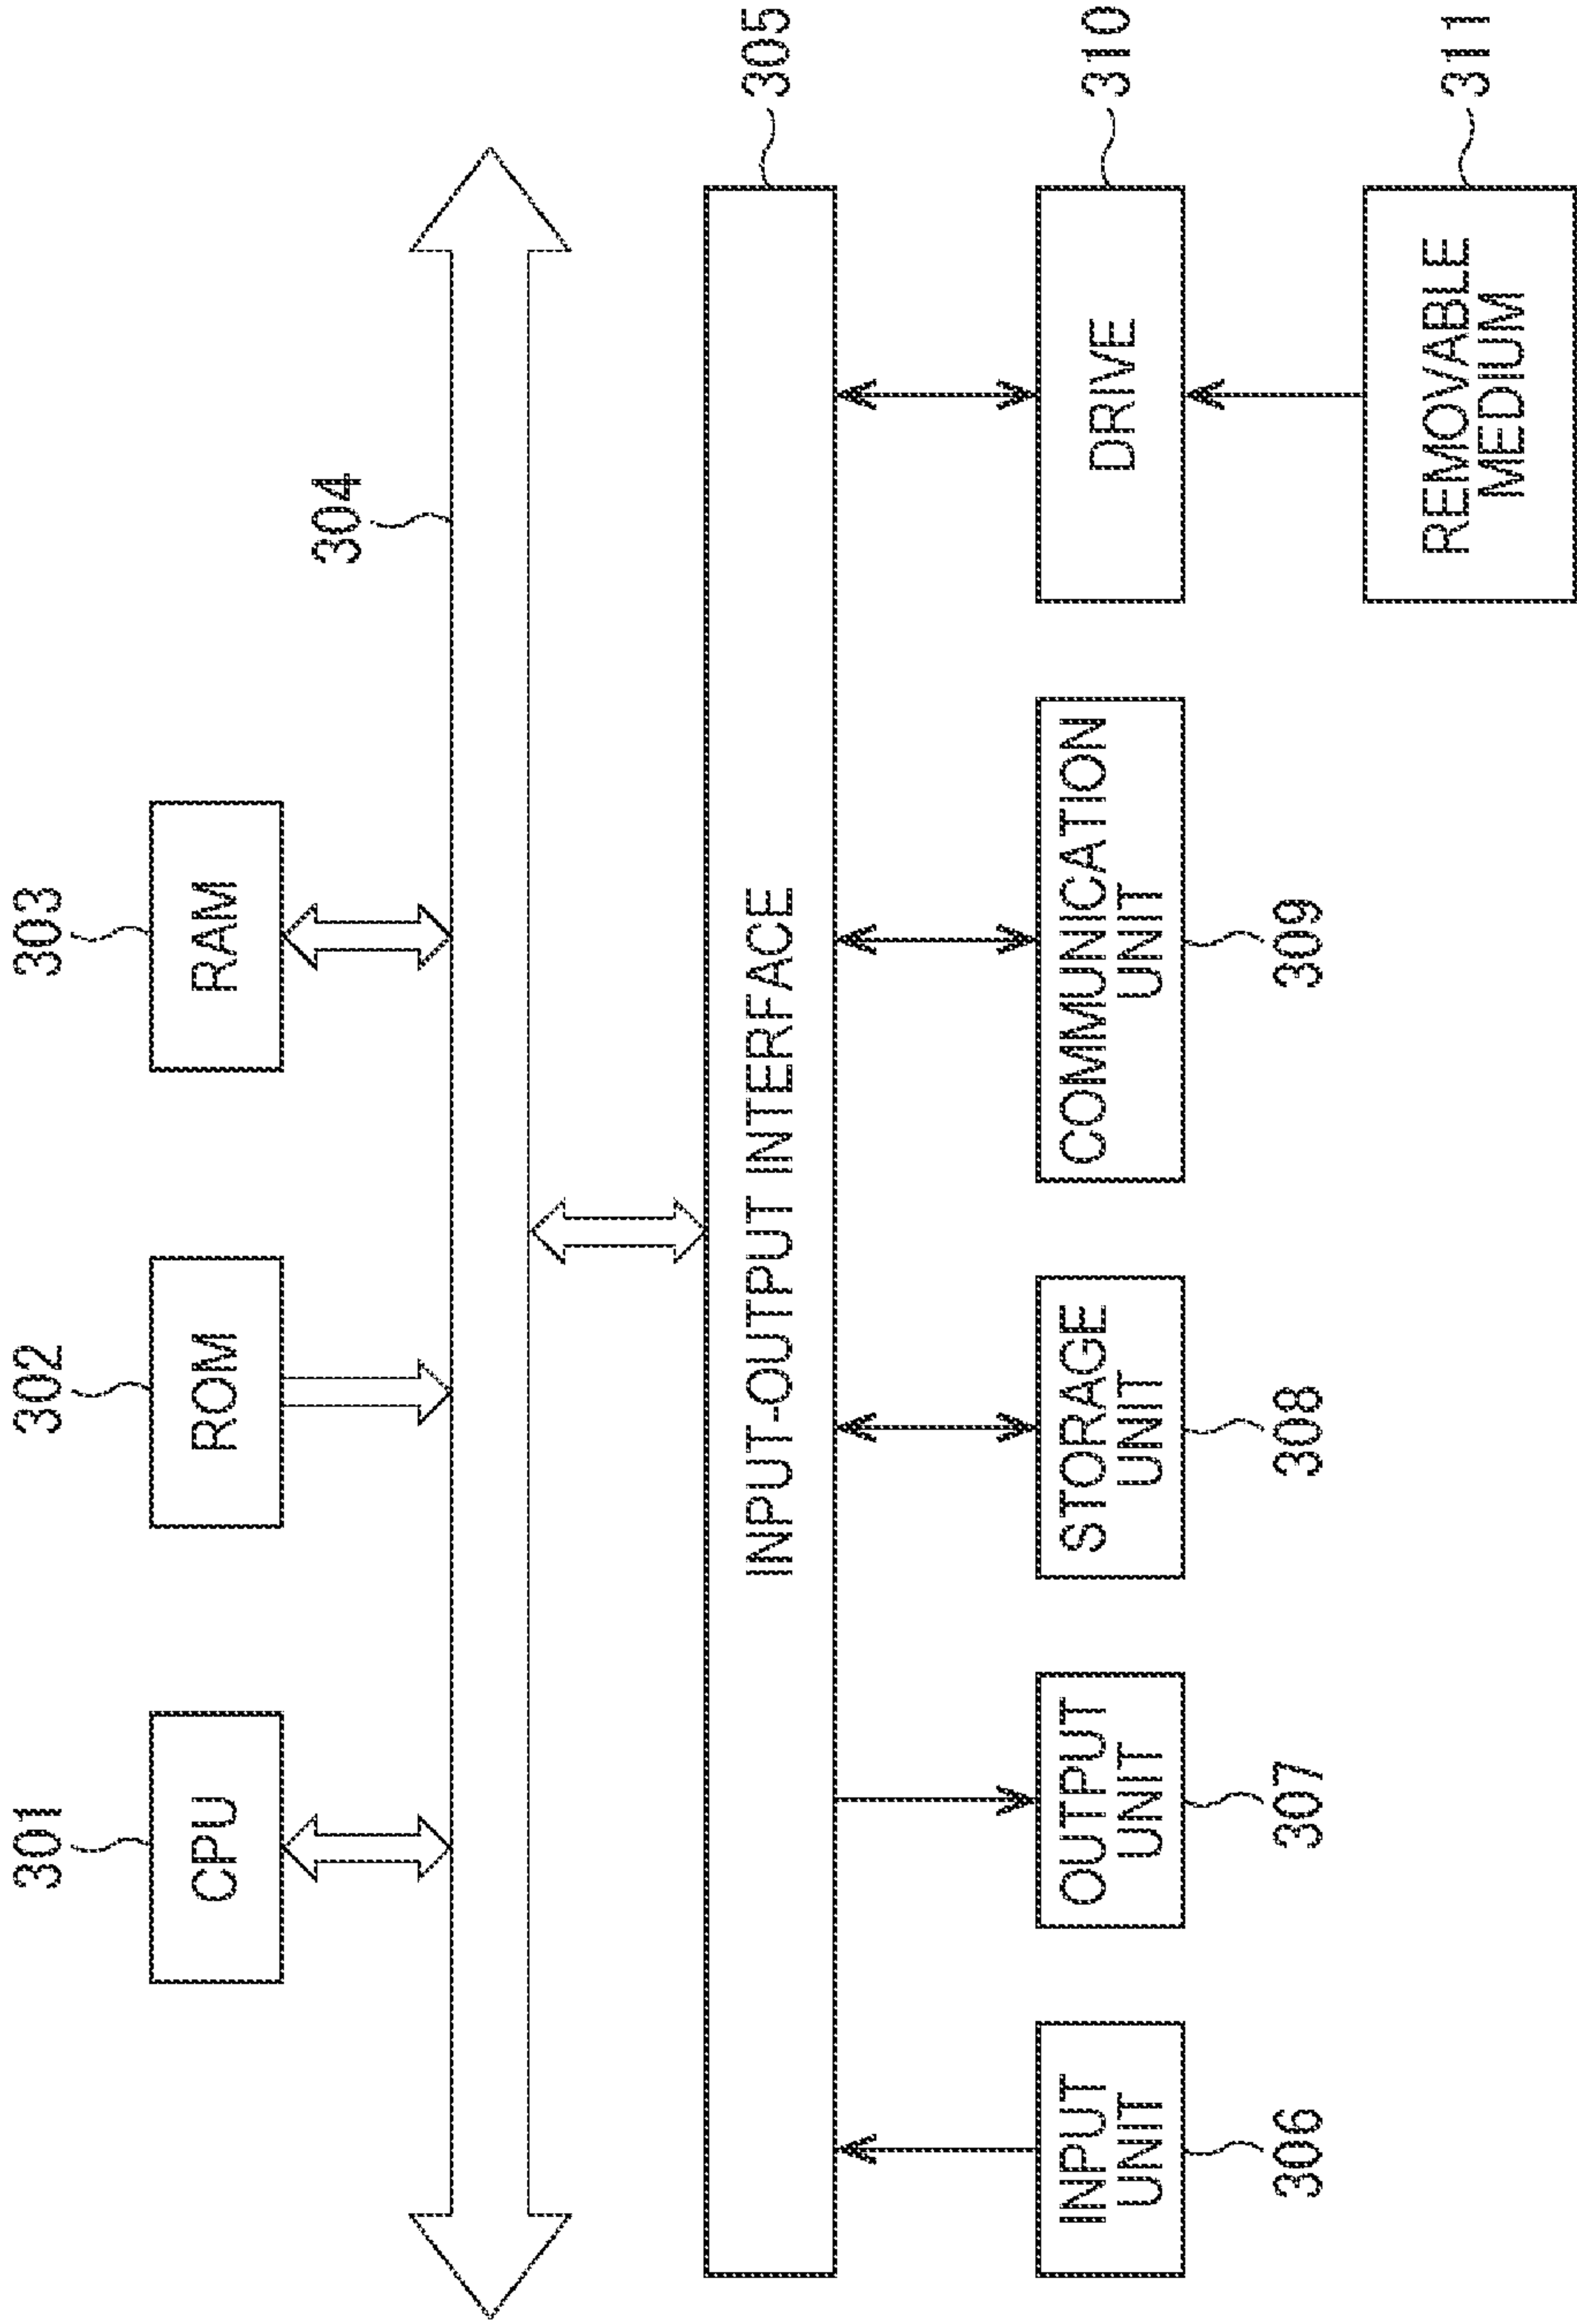 301
302
303
CPU
ROM
RAM
304
305
INPUT-OUTPUT INTERFACE
INPUT
UNIT
OUTPUT
UNIT
STORAGE
UNIT
COMMUNICATION
UNIT
DRIVE
310
306
307
308
309
REMOVABLE
MEDIUM
311